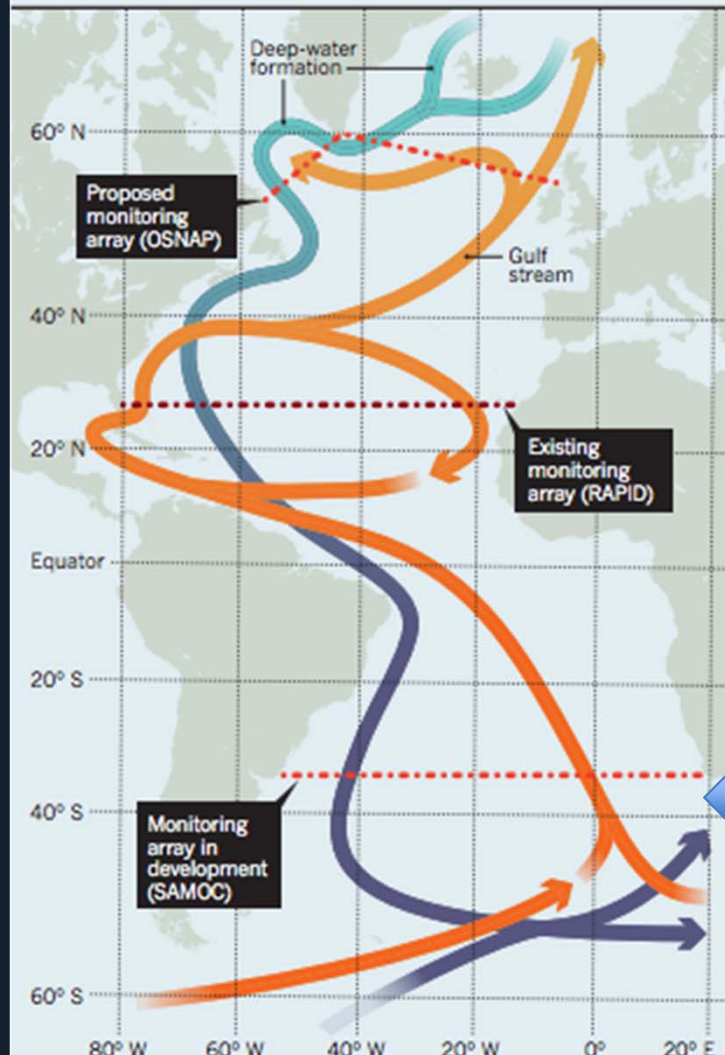 Deep-water
formation
60° N
Proposed
monitoring
array (OSNAP)
Gulf
stream
40° N
20° N
Existing
monitoring
array (RAPID)
Equator
20° S
40° S
Monitoring
array in
development
(SAMOC)
60° S
80° W 60° W 40° W 20° W 0° 20° E